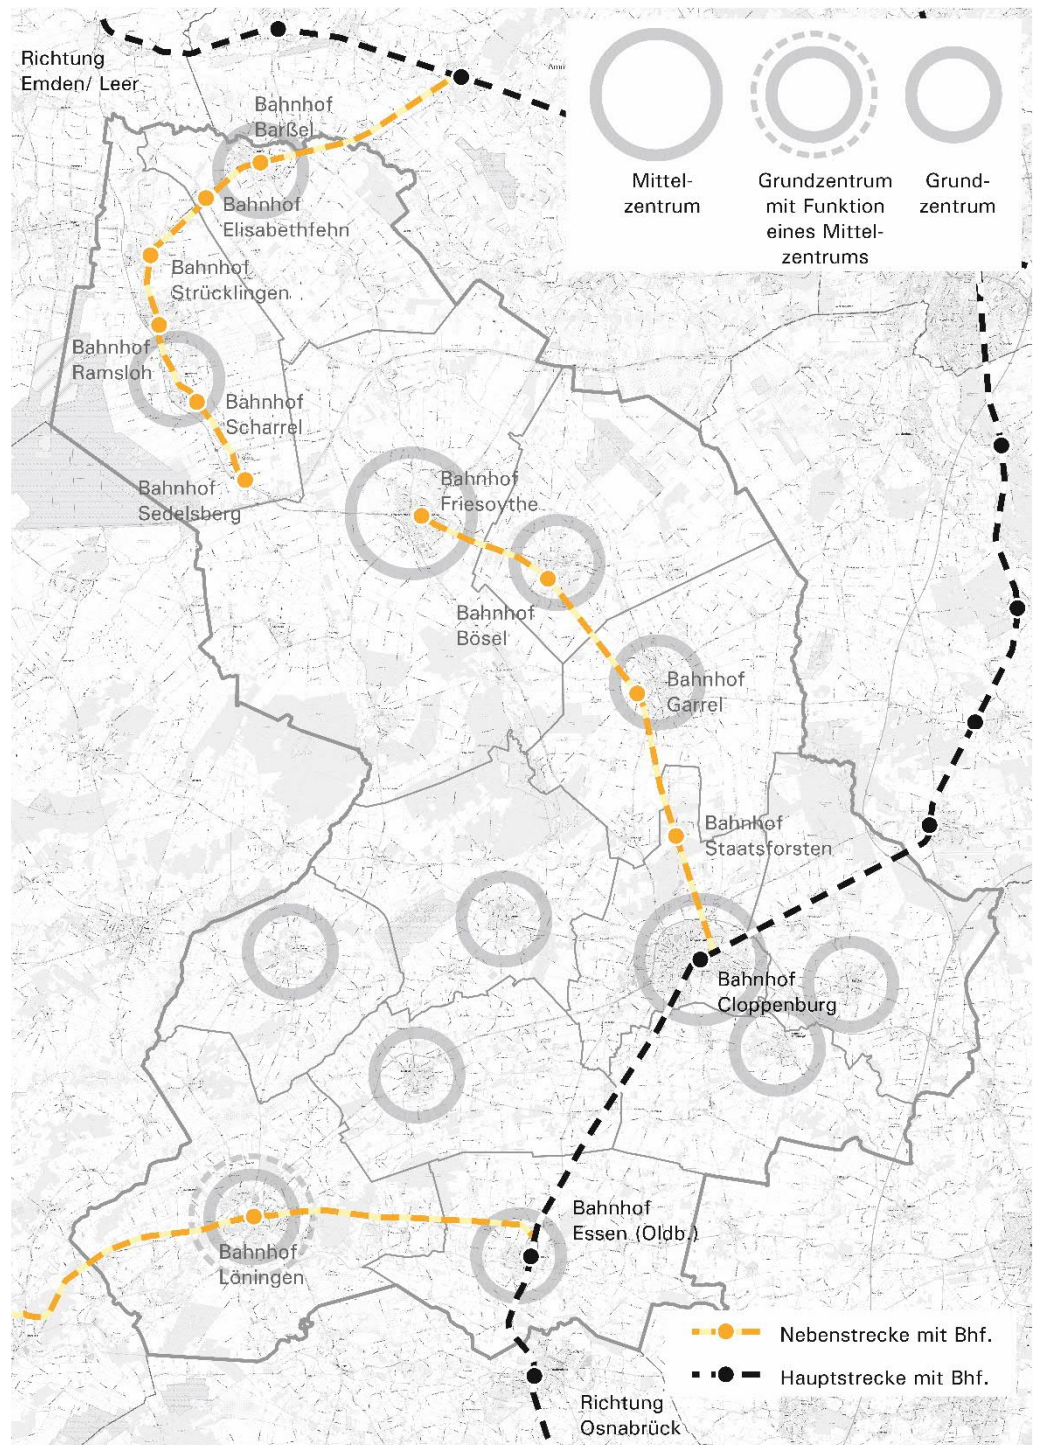 Richtung
Emden/ Leer
Bahnhof
Barßel
Mittel-
zentrum
Grundzentrum
mit Funktion
eines Mittel-
zentrums
Grund-
zentrum
Bahnhof
Elisabethfehn
Bahnhof
Strücklingen
Bahnhof
Ramsloh
Bahnhof
Scharrel
Bahnhof
Sedelsberg
Bahnhof
Friesoythe
Bahnhof
Bösel
Bahnhof
Garrel
Bahnhof
Staatsforsten
Bahnhof
Cloppenburg
Bahnhof
Essen (Oldb.)
Bahnhof
Löningen
Nebenstrecke mit Bhf.
Hauptstrecke mit Bhf.
Richtung
Osnabrück